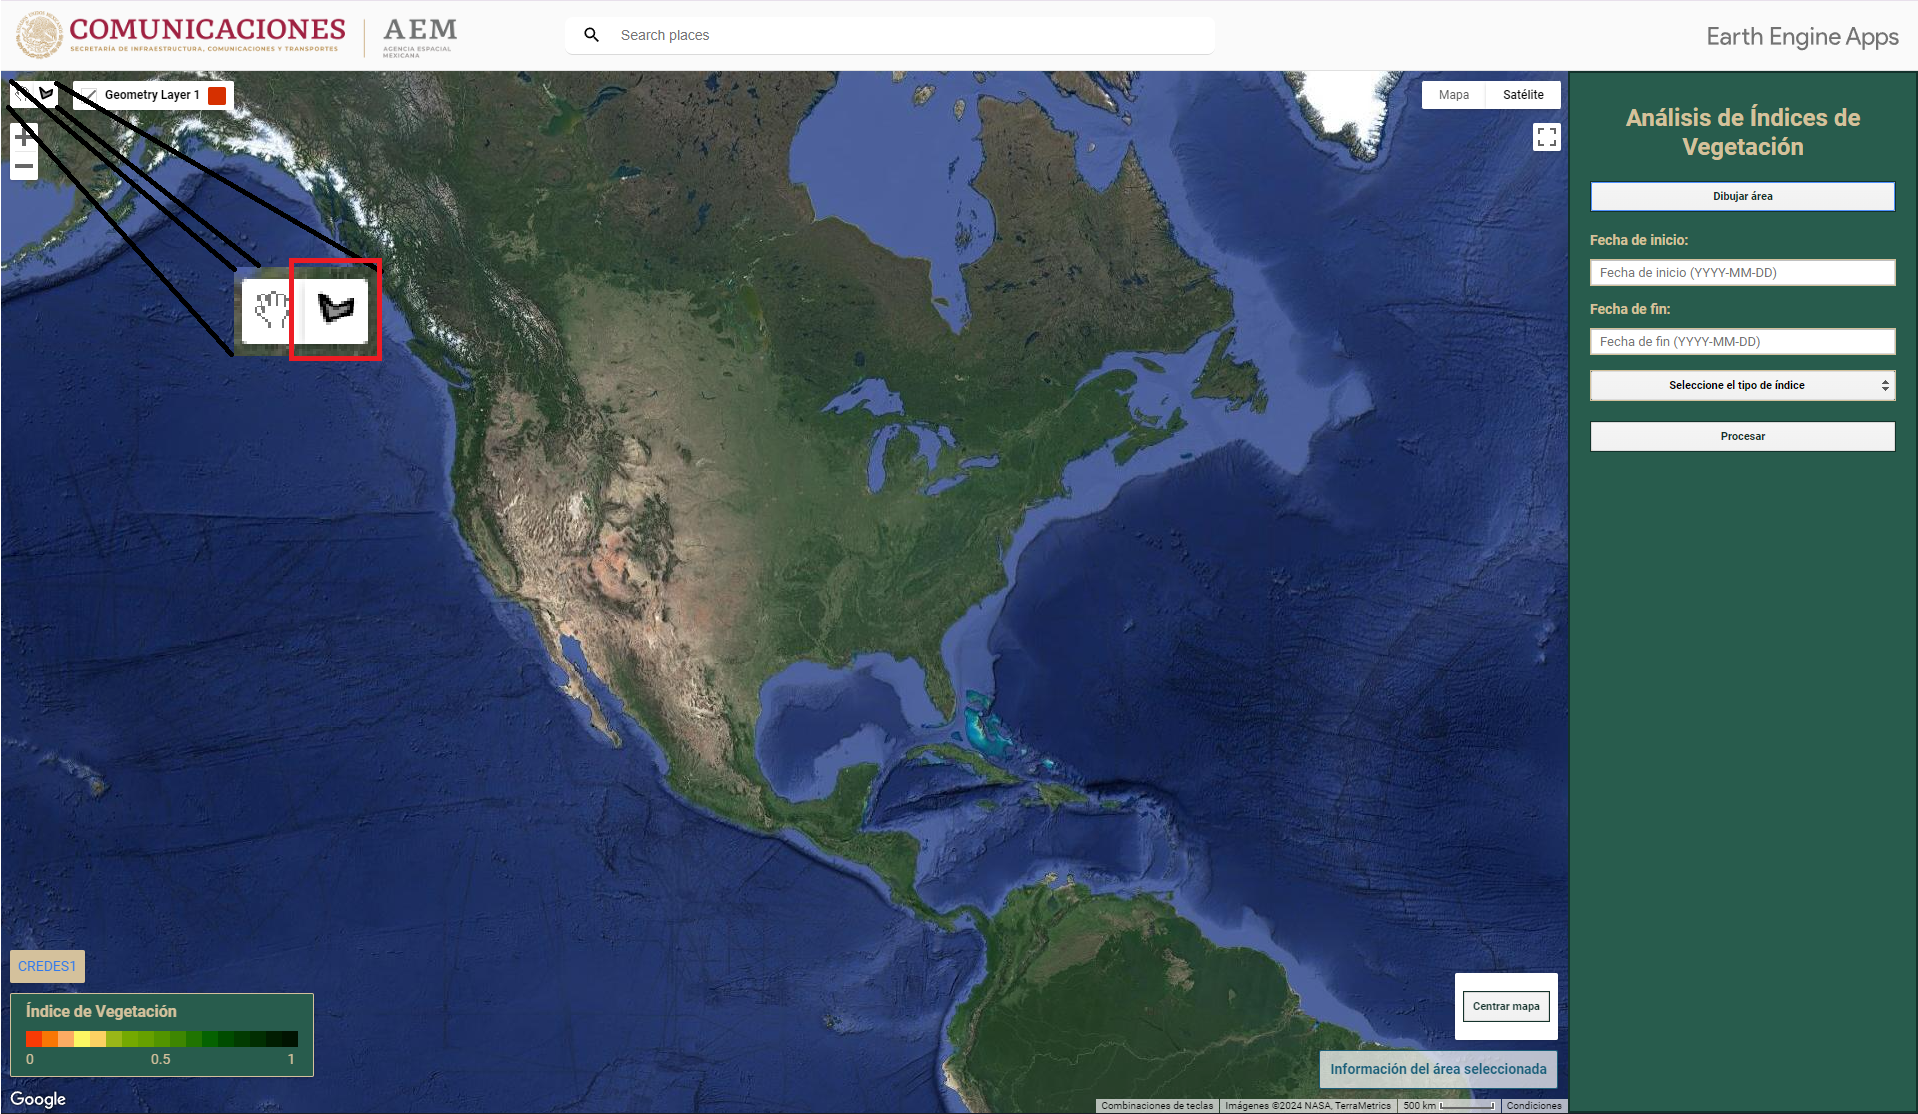 COMUNICACIONES
SECRETARÍA DE INFRAESTRUCTURA, COMUNICACIONES Y TRANSPORTES
AEM
AGENCIA ESPACIAL
MEXICANA
Search places
Earth Engine Apps
Geometry Layer 1
Mapa
Satélite
Análisis de Índices de
Vegetación
Dibujar área
Fecha de inicio:
Fecha de inicio (YYYY-MM-DD)
Fecha de fin:
Fecha de fin (YYYY-MM-DD)
Seleccione el tipo de índice
Procesar
CREDES1
Índice de Vegetación
0 0.5 1
Google
Centrar mapa
Información del área seleccionada
Combinaciones de teclas Imágenes ©2024 NASA, TerraMetrics 500 km Condiciones